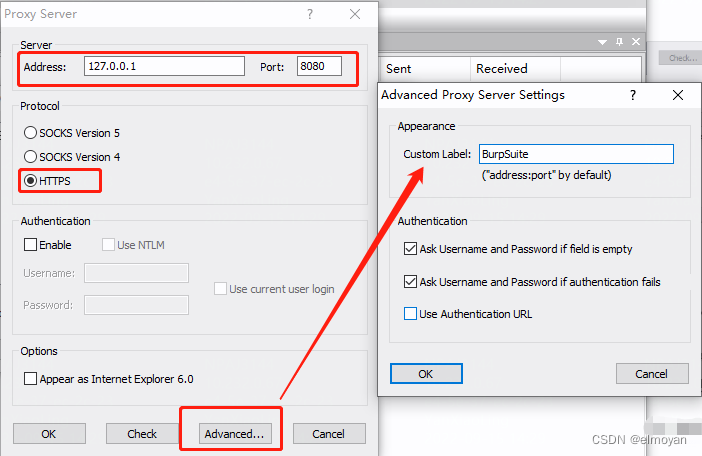 Proxy Server ?
Server
Address: 127.0.0.1 Port: 8080
Protocol
SOCKS Version 5
SOCKS Version 4
HTTPS
Authentication
Enable Use NTLM
Username:
Password:
Use current user login
Options
Appear as Internet Explorer 6.0
OK Check Advanced... Cancel
Sent Received
Check...
Advanced Proxy Server Settings ?
Appearance
Custom Label: BurpSuite
("address:port" by default)
Authentication
Ask Username and Password if field is empty
Ask Username and Password if authentication fails
Use Authentication URL
OK Cancel
CSDN @elmoyan